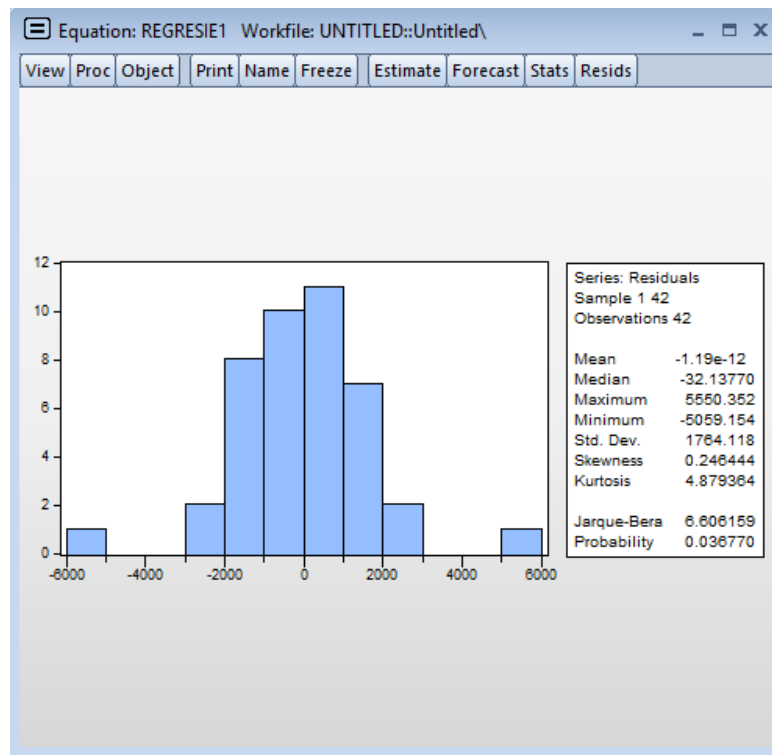 Equation: REGRESIE1 Workfile: UNTITLED::Untitled\
View Proc Object Print Name Freeze Estimate Forecast Stats Resids
12
10
8
6
4
2
0
-6000 -4000 -2000 0 2000 4000 6000
Series: Residuals
Sample 1 42
Observations 42
Mean -1.19e-12
Median -32.13770
Maximum 5550.352
Minimum -5059.154
Std. Dev. 1764.118
Skewness 0.246444
Kurtosis 4.879364
Jarque-Bera 6.606159
Probability 0.036770